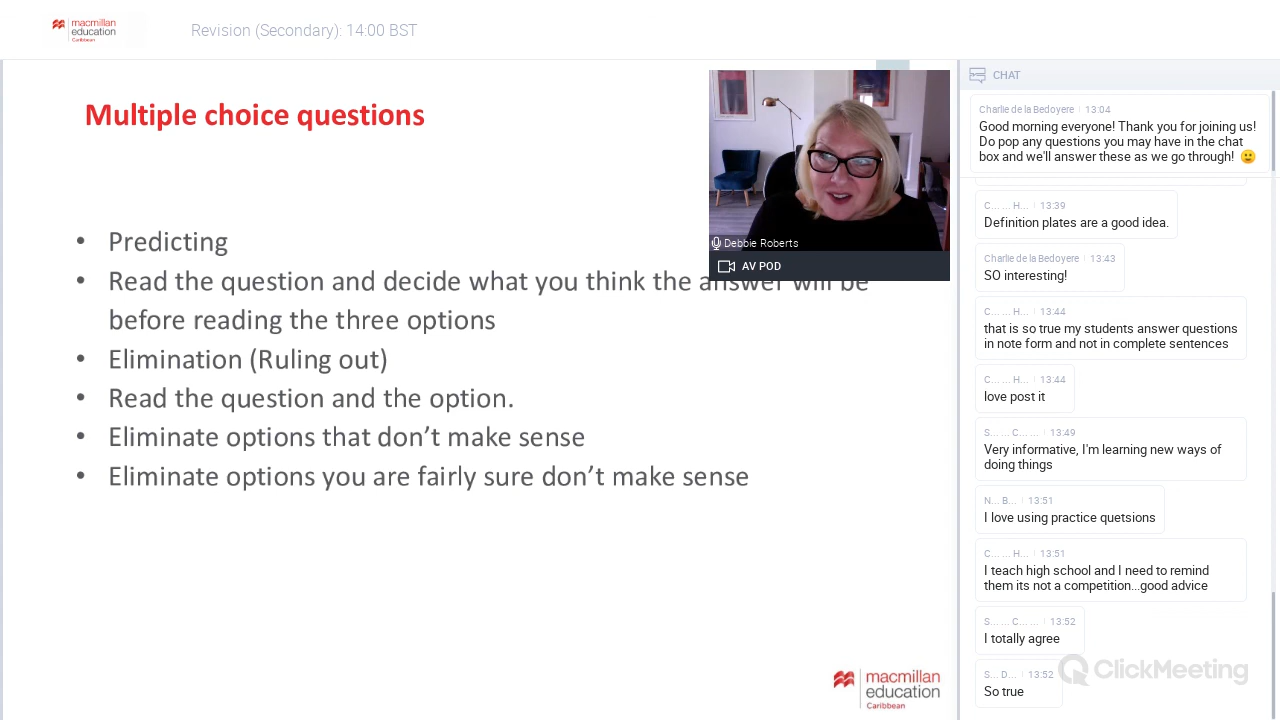 macmillan
education
Caribbean
Revision (Secondary): 14:00 BST
Multiple choice questions
• Predicting
• Read the question and decide what you think the answer will be
before reading the three options
• Elimination (Ruling out)
• Read the question and the option.
• Eliminate options that don’t make sense
• Eliminate options you are fairly sure don’t make sense
Debbie Roberts
AV POD
macmillan
education
Caribbean
CHAT
Charlie de la Bedoyere | 13:04
Good morning everyone! Thank you for joining us!
Do pop any questions you may have in the chat
box and we'll answer these as we go through! 🙂
C... ... H... | 13:39
Definition plates are a good idea.
Charlie de la Bedoyere | 13:43
SO interesting!
C... ... H... | 13:44
that is so true my students answer questions
in note form and not in complete sentences
C... ... H... | 13:44
love post it
S... ... C... ... | 13:49
Very informative, I'm learning new ways of
doing things
N... B... | 13:51
I love using practice quetsions
C... ... H... | 13:51
I teach high school and I need to remind
them its not a competition...good advice
S... ... C... ... | 13:52
I totally agree
S... D... | 13:52
So true
ClickMeeting